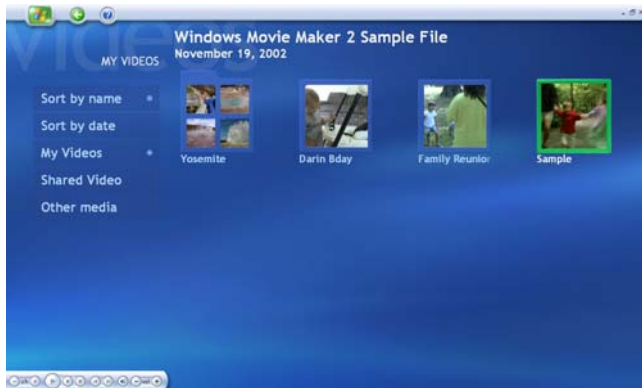 Videos
Windows Movie Maker 2 Sample File
November 19, 2002
MY VIDEOS
Sort by name
Sort by date
My Videos
Shared Video
Other media
Yosemite
Darin Bday
Family Reunion
Sample